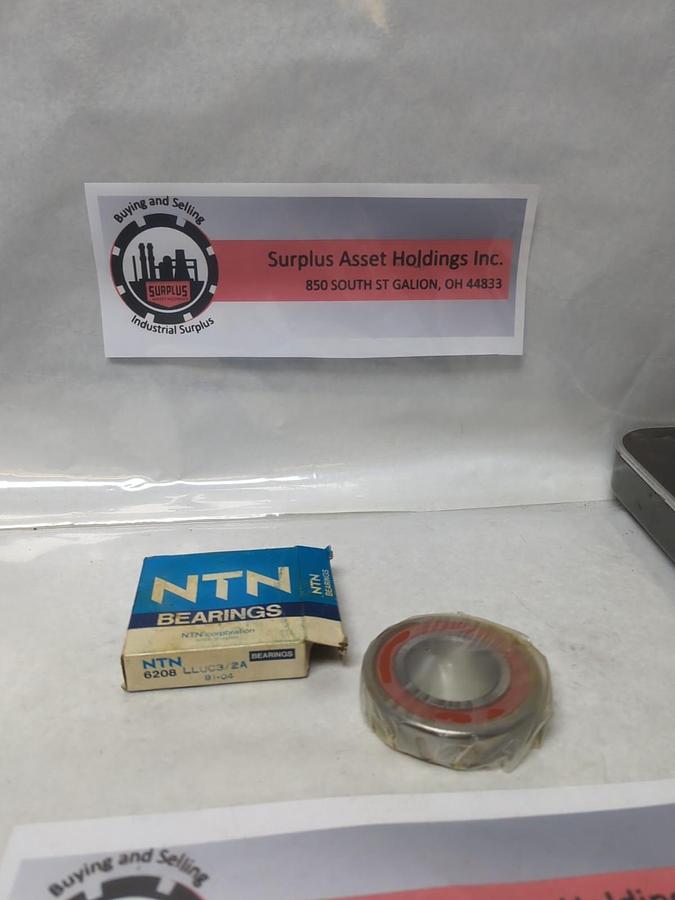 Buying and Selling
SURPLUS
Industrial Surplus
Surplus Asset Holdings Inc.
850 SOUTH ST GALION, OH 44833
NTN
BEARINGS
NTN corporation
NTN
BEARINGS
NTN
BEARINGS
6208 LLUC3/2A
91-04
Buying and Selling